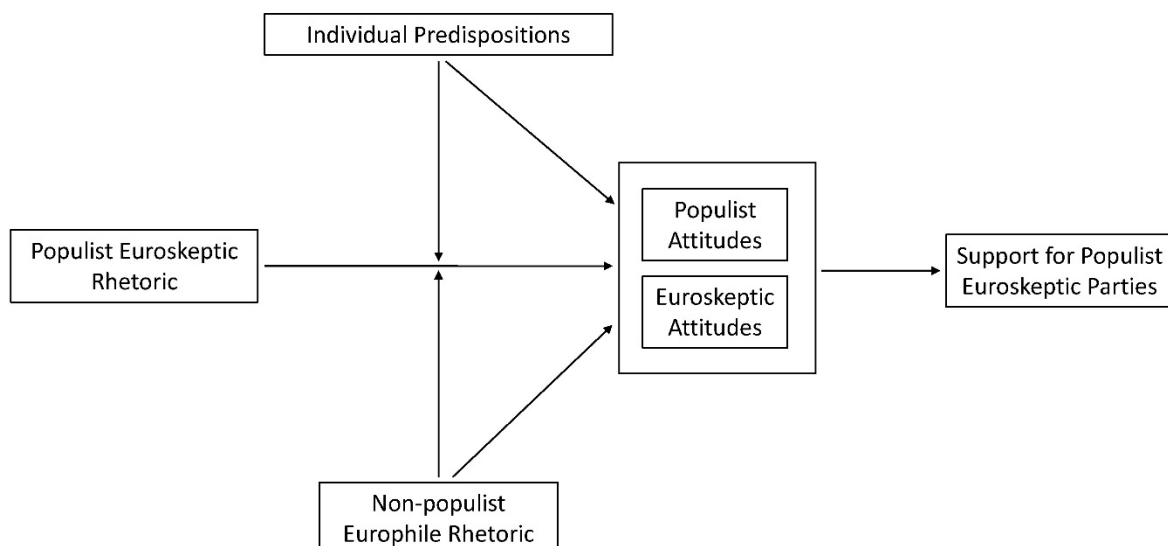 Individual Predispositions
Populist Euroskeptic
Rhetoric
Populist
Attitudes
Euroskeptic
Attitudes
Support for Populist
Euroskeptic Parties
Non-populist
Europhile Rhetoric